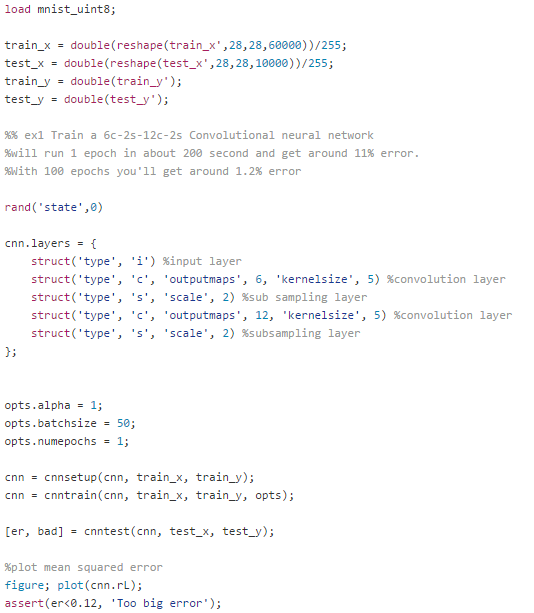 load mnist_uint8;
train_x = double(reshape(train_x',28,28,60000))/255;
test_x = double(reshape(test_x',28,28,10000))/255;
train_y = double(train_y');
test_y = double(test_y');
%% ex1 Train a 6c-2s-12c-2s Convolutional neural network
%will run 1 epoch in about 200 second and get around 11% error.
%With 100 epochs you'll get around 1.2% error
rand('state',0)
cnn.layers = {
struct('type', 'i') %input layer
struct('type', 'c', 'outputmaps', 6, 'kernelsize', 5) %convolution layer
struct('type', 's', 'scale', 2) %sub sampling layer
struct('type', 'c', 'outputmaps', 12, 'kernelsize', 5) %convolution layer
struct('type', 's', 'scale', 2) %subsampling layer
};
opts.alpha = 1;
opts.batchsize = 50;
opts.numepochs = 1;
cnn = cnnsetup(cnn, train_x, train_y);
cnn = cnntrain(cnn, train_x, train_y, opts);
[er, bad] = cnntest(cnn, test_x, test_y);
%plot mean squared error
figure; plot(cnn.rL);
assert(er<0.12, 'Too big error');